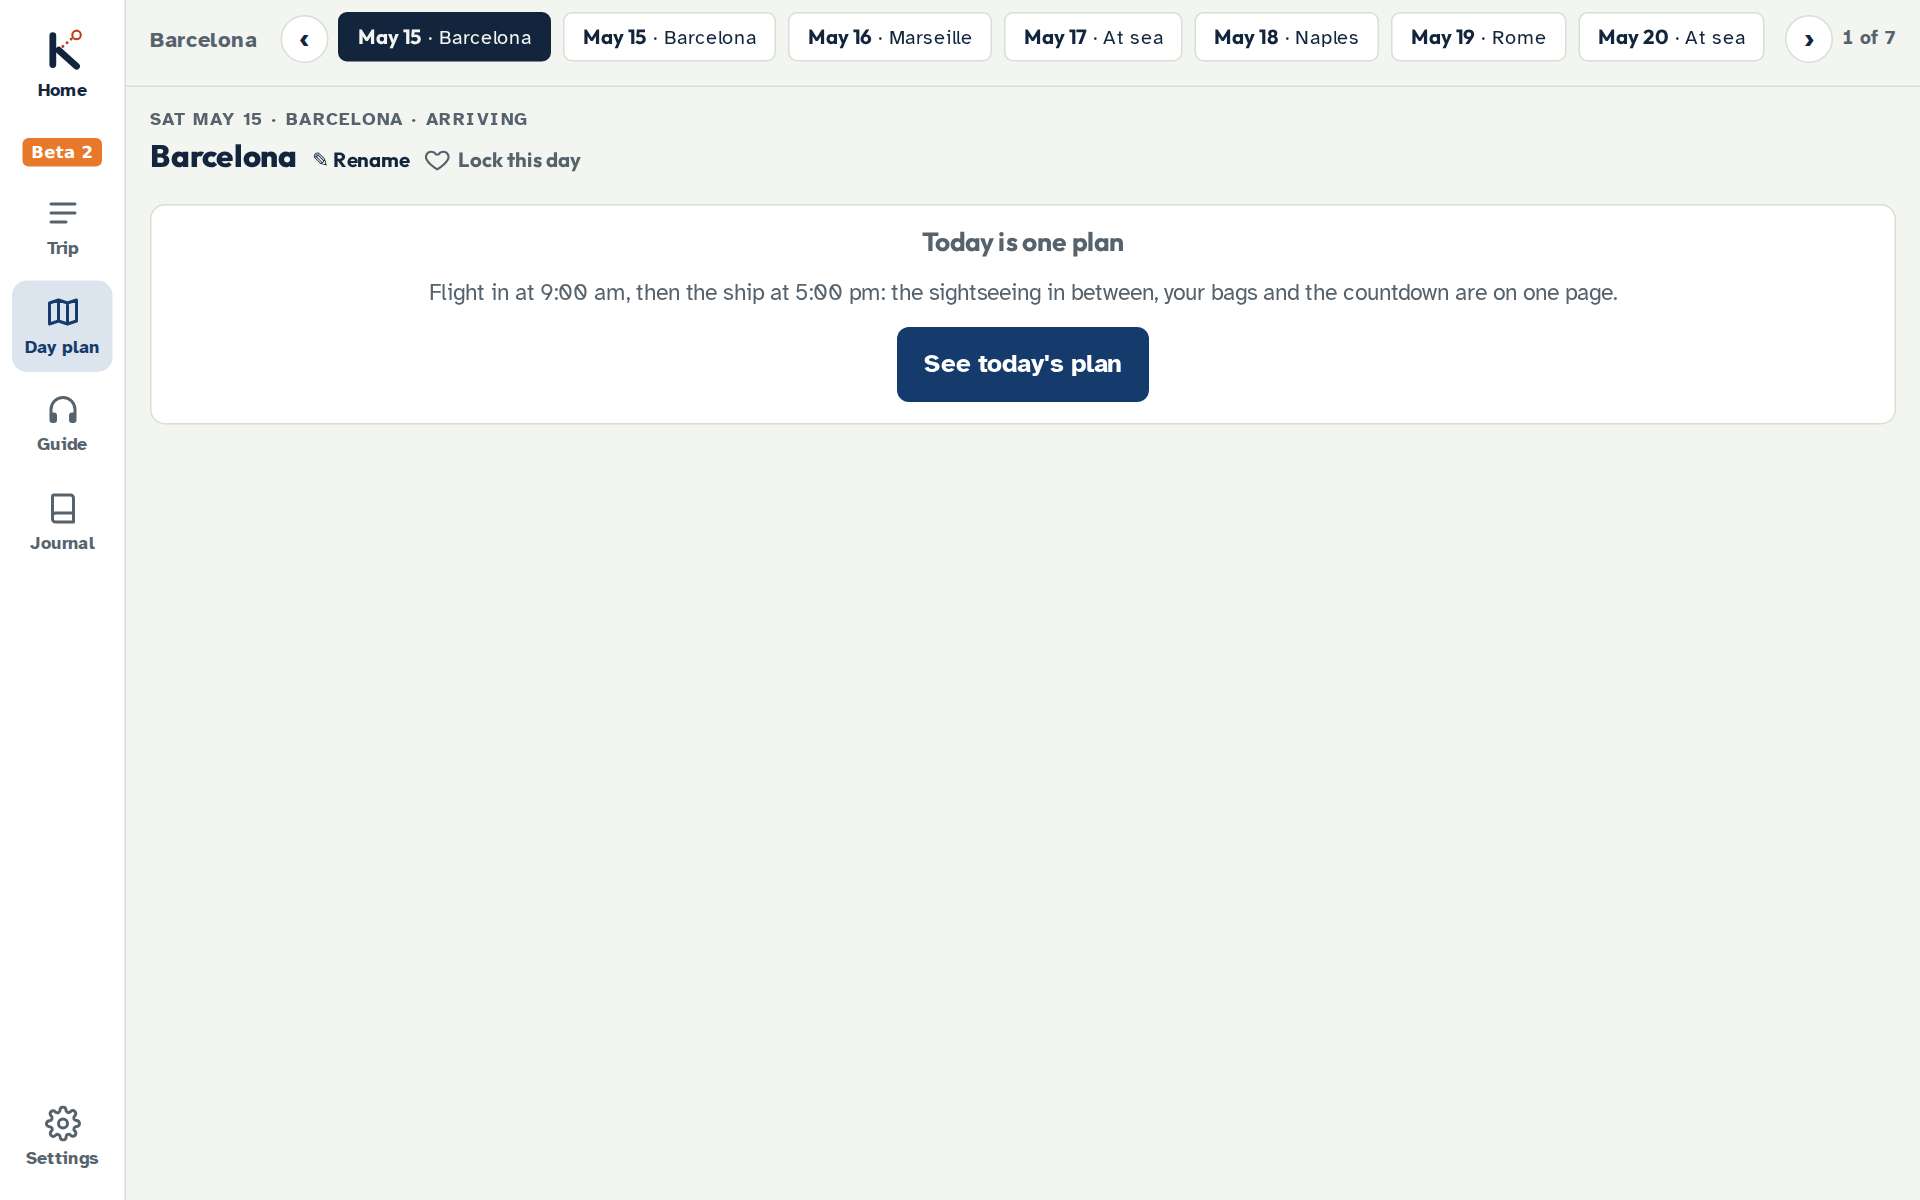 Home
Beta 2
Trip
Day plan
Guide
Journal
Settings
Barcelona
‹
May 15 · Barcelona
May 15 · Barcelona
May 16 · Marseille
May 17 · At sea
May 18 · Naples
May 19 · Rome
May 20 · At sea
›
1 of 7
SAT MAY 15 · BARCELONA · ARRIVING
Barcelona ✎ Rename Lock this day
Today is one plan
Flight in at 9:00 am, then the ship at 5:00 pm: the sightseeing in between, your bags and the countdown are on one page.
See today's plan